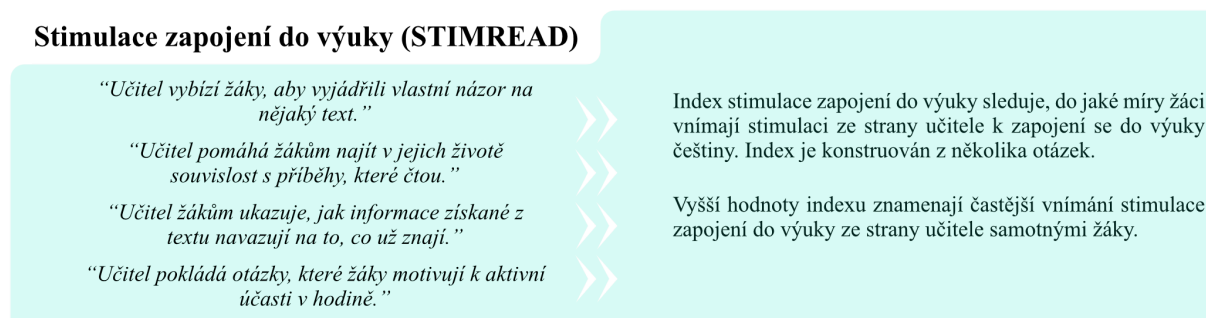 Stimulace zapojení do výuky (STIMREAD)
“Učitel vybízí žáky, aby vyjádřili vlastní názor na
nějaký text.”
“Učitel pomáhá žákům najít v jejich životě
souvislost s příběhy, které čtou.”
“Učitel žákům ukazuje, jak informace získané z
textu navazují na to, co už znají.”
“Učitel pokládá otázky, které žáky motivují k aktivní
účasti v hodině.”
Index stimulace zapojení do výuky sleduje, do jaké míry žáci
vnímají stimulaci ze strany učitele k zapojení se do výuky
češtiny. Index je konstruován z několika otázek.
Vyšší hodnoty indexu znamenají častější vnímání stimulace
zapojení do výuky ze strany učitele samotnými žáky.